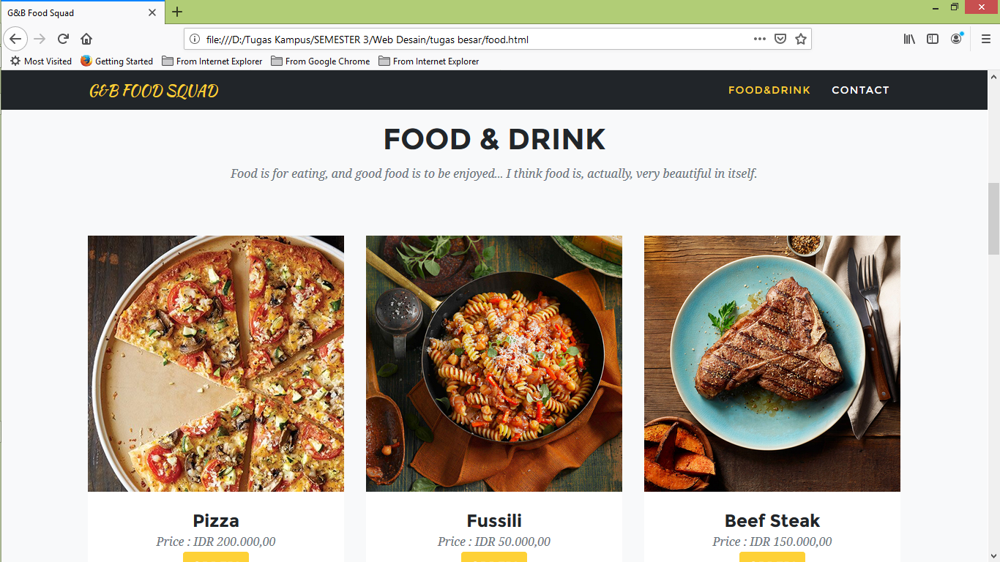 G&B Food Squad
file:///D:/Tugas Kampus/SEMESTER 3/Web Desain/tugas besar/food.html
Most Visited Getting Started From Internet Explorer From Google Chrome From Internet Explorer
G&B FOOD SQUAD FOOD&DRINK CONTACT
FOOD & DRINK
Food is for eating, and good food is to be enjoyed... I think food is, actually, very beautiful in itself.
Pizza Fussili Beef Steak
Price : IDR 200.000,00 Price : IDR 50.000,00 Price : IDR 150.000,00